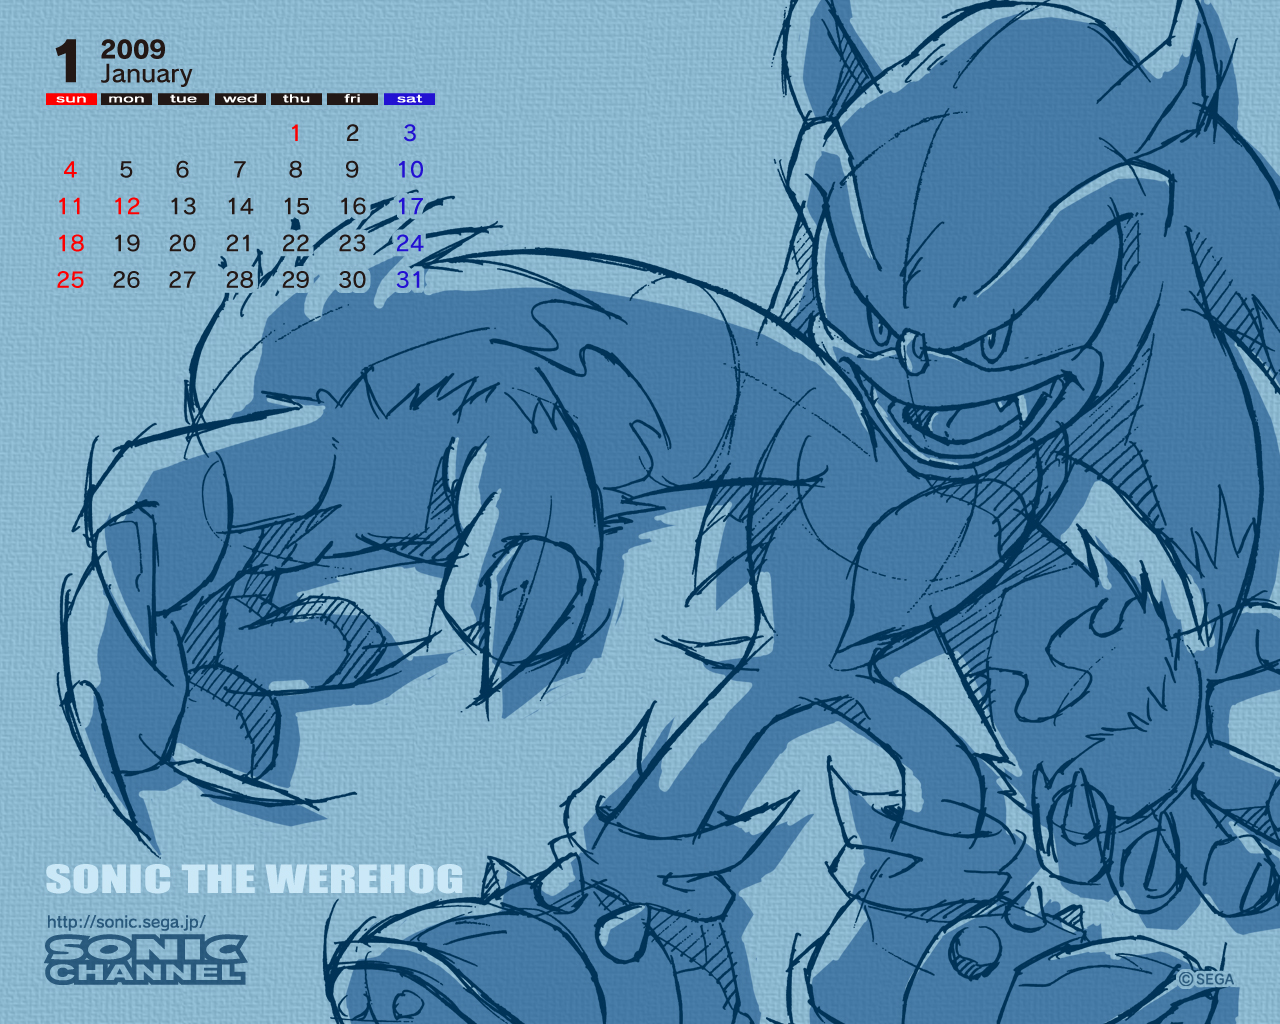 1 2009
January
sun mon tue wed thu fri sat
1 2 3
4 5 6 7 8 9 10
11 12 13 14 15 16 17
18 19 20 21 22 23 24
25 26 27 28 29 30 31
SONIC THE WEREHOG
http://sonic.sega.jp/
SONIC
CHANNEL
©SEGA